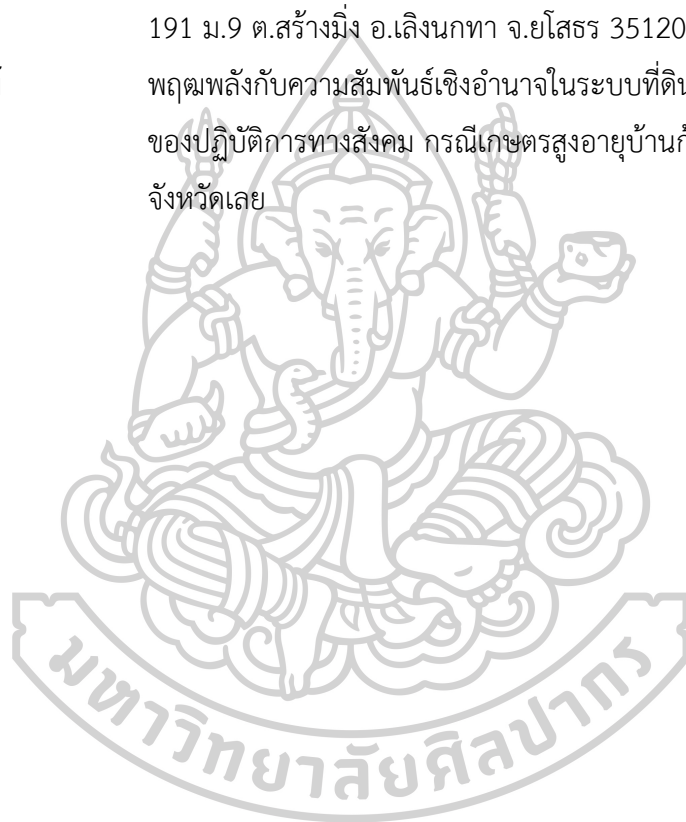 191 ม.9 ต.สร้างมิ่ง อ.เลิงนกทา จ.ยโสธร 35120
พฤฒพลังกับความสัมพันธ์เชิงอำนาจในระบบที่ดิน
ของปฏิบัติการทางสังคม กรณีเกษตรสูงอายุบ้านก้
จังหวัดเลย
มหาวิทยาลัยศิลปากร